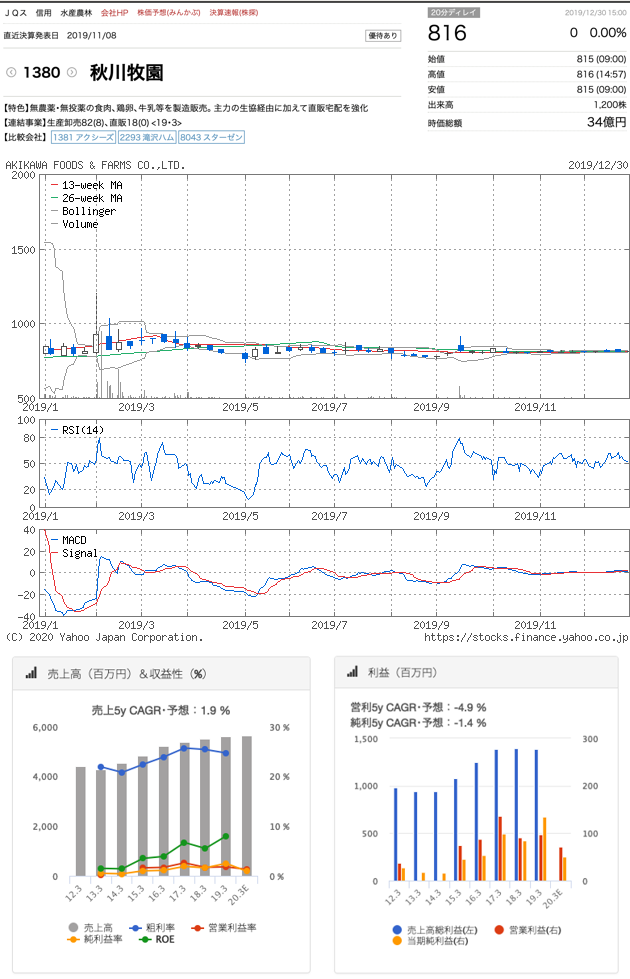 JQス 信用 水産農林 会社HP 株価予想(みんかぶ) 決算速報(株探)
20分ディレイ 2019/12/30 15:00
816 0 0.00%
直近決算発表日 2019/11/08 優待あり
1380 秋川牧園
始値 815 (09:00)
高値 816 (14:57)
安値 815 (09:00)
出来高 1,200株
時価総額 34億円
【特色】無農薬・無投薬の食肉、鶏卵、牛乳等を製造販売。主力の生協経由に加えて直販宅配を強化
【連結事業】生産卸売82(8)、直販18(0) <19・3>
【比較会社】 1381 アクシーズ 2293 滝沢ハム 8043 スターゼン
AKIKAWA FOODS & FARMS CO.,LTD. 2019/12/30
2000
13-week MA
26-week MA
Bollinger
Volume
1500
1000
500
2019/1 2019/3 2019/5 2019/7 2019/9 2019/11
100
RSI(14)
80
50
20
0
2019/1 2019/3 2019/5 2019/7 2019/9 2019/11
40
MACD
Signal
20
0
-20
-40
2019/1 2019/3 2019/5 2019/7 2019/9 2019/11
(C) 2020 Yahoo Japan Corporation. https://stocks.finance.yahoo.co.jp
売上高（百万円）＆収益性（%）
売上5y CAGR・予想：1.9 %
6,000 30 %
4,000 20 %
2,000 10 %
0 0 %
12.3 13.3 14.3 15.3 16.3 17.3 18.3 19.3 20.3E
売上高 粗利率 営業利益率
純利益率 ROE
利益（百万円）
営利5y CAGR・予想：-4.9 %
純利5y CAGR・予想：-1.4 %
1,500 300
1,000 200
500 100
0 0
12.3 13.3 14.3 15.3 16.3 17.3 18.3 19.3 20.3E
売上高総利益(左) 営業利益(右)
当期純利益(右)